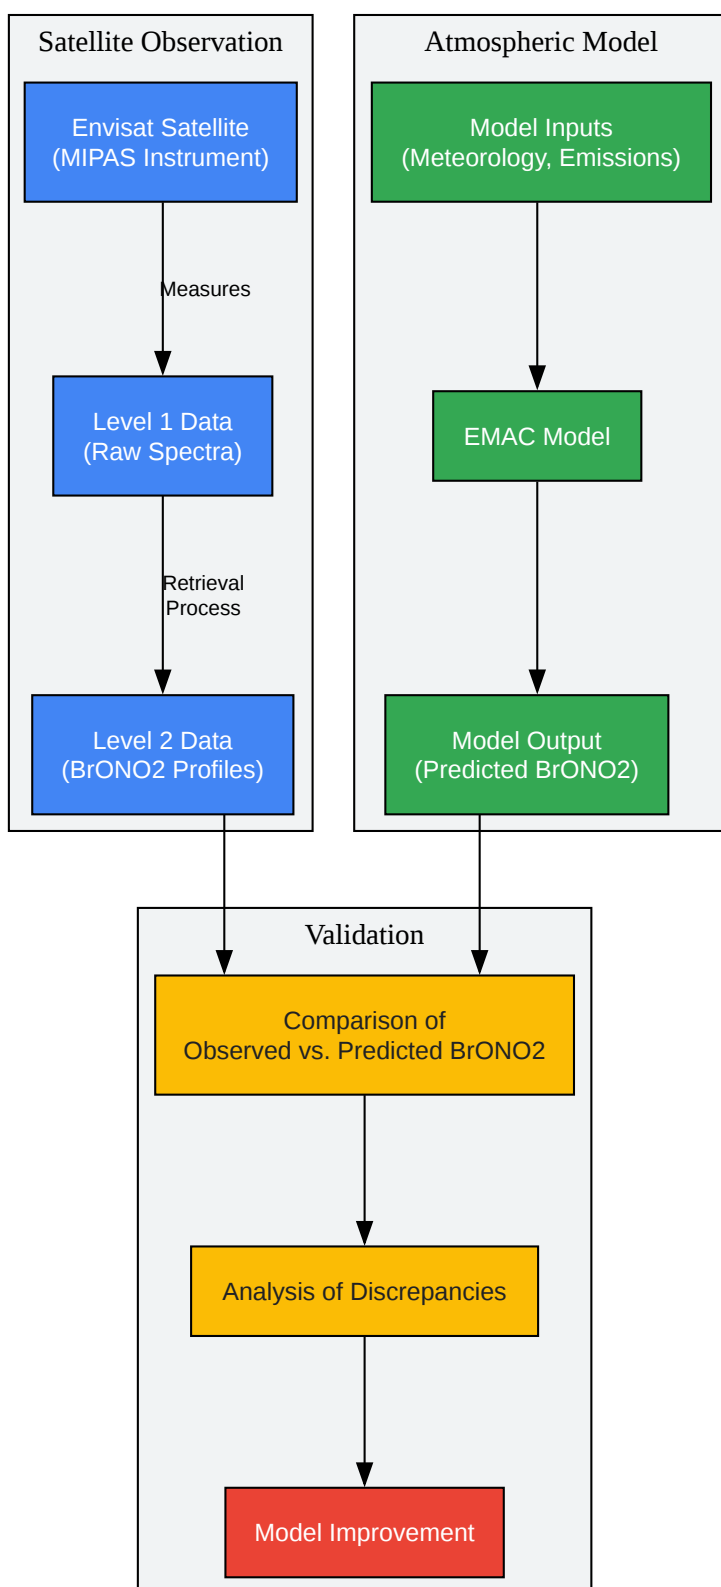 Satellite Observation
Envisat Satellite
(MIPAS Instrument)
Measures
Level 1 Data
(Raw Spectra)
Retrieval
Process
Level 2 Data
(BrONO2 Profiles)
Atmospheric Model
Model Inputs
(Meteorology, Emissions)
EMAC Model
Model Output
(Predicted BrONO2)
Validation
Comparison of
Observed vs. Predicted BrONO2
Analysis of Discrepancies
Model Improvement